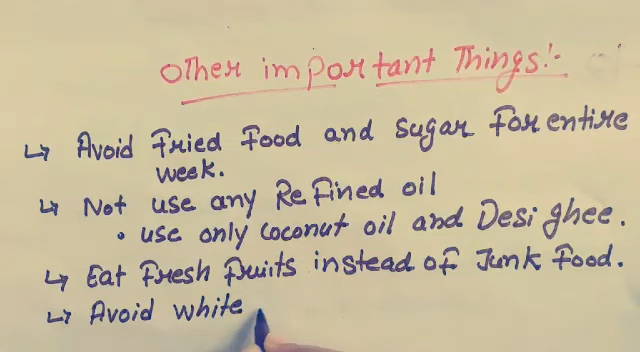 Other important Things:-
↳ Avoid Fried Food and Sugar For entire
week.
↳ Not use any Refined oil
• use only Coconut oil and Desi ghee.
↳ Eat Fresh Fruits instead of Junk Food.
↳ Avoid white